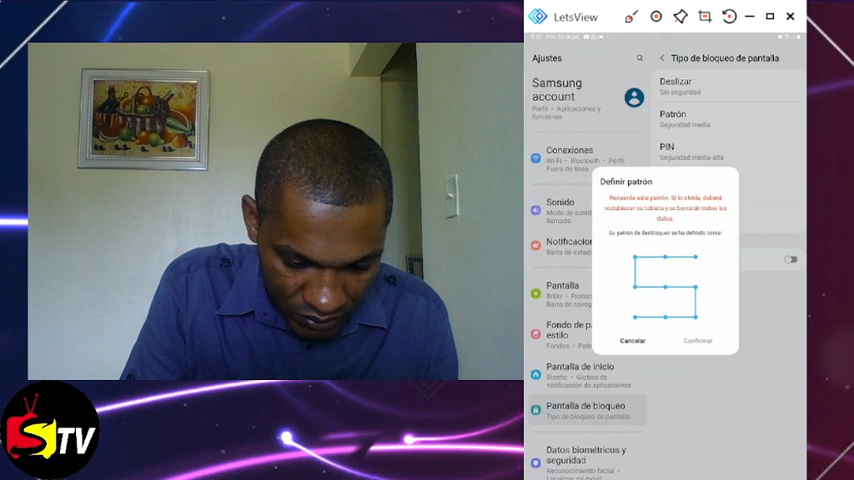 LetsView
Ajustes
Tipo de bloqueo de pantalla
Samsung
account
Perfil • Aplicaciones y
funciones
Deslizar
Sin seguridad
Patrón
Seguridad media
PIN
Seguridad media-alta
Conexiones
Wi-Fi • Bluetooth • Perfil
Fuera de línea
Definir patrón
Recuerde este patrón. Si lo olvida, deberá
restablecer su tableta y se borrarán todos los
datos.
Su patrón de desbloqueo se ha definido como:
Cancelar
Confirmar
Sonido
Modo de sonid
llamada
Notificacion
Barra de estad
Pantalla
Brillo • Protec
Barra de naveg
Fondo de pa
estilo
Fondos • Pale
Pantalla de inicio
Diseño • Globos de
notificación de aplicaciones
Pantalla de bloqueo
Tipo de bloqueo de pantalla
Datos biométricos y
seguridad
Reconocimiento facial •
STV